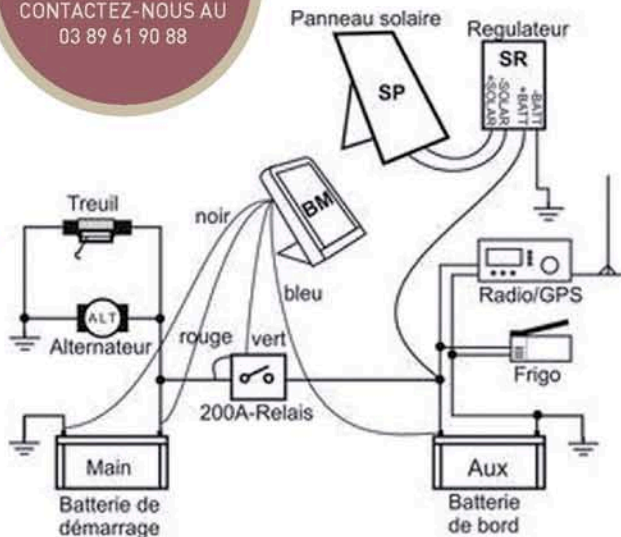 CONTACTEZ-NOUS AU
03 89 61 90 88
Panneau solaire
Regulateur
SR
+SOLAR
-SOLAR
+BATT
-BATT
SP
BM
Treuil
noir
bleu
Radio/GPS
ALT
Alternateur
rouge
vert
Frigo
200A-Relais
Main
Aux
Batterie de
démarrage
Batterie
de bord